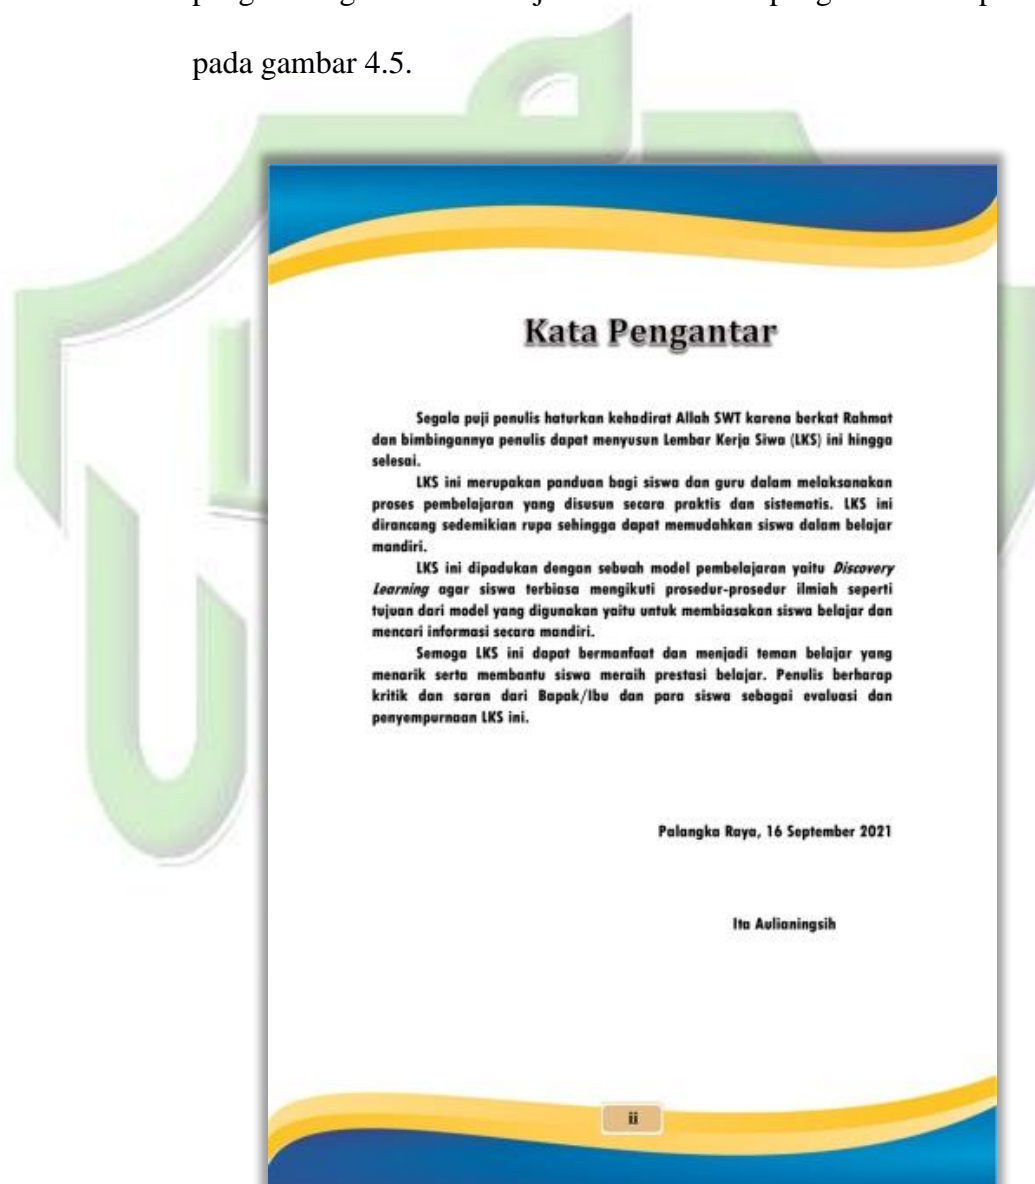 pada gambar 4.5.
Kata Pengantar
Segala puji penulis haturkan kehadirat Allah SWT karena berkat Rahmat
dan bimbingannya penulis dapat menyusun Lembar Kerja Siwa (LKS) ini hingga
selesai.
LKS ini merupakan panduan bagi siswa dan guru dalam melaksanakan
proses pembelajaran yang disusun secara praktis dan sistematis. LKS ini
dirancang sedemikian rupa sehingga dapat memudahkan siswa dalam belajar
mandiri.
LKS ini dipadukan dengan sebuah model pembelajaran yaitu Discovery
Learning agar siswa terbiasa mengikuti prosedur-prosedur ilmiah seperti
tujuan dari model yang digunakan yaitu untuk membiasakan siswa belajar dan
mencari informasi secara mandiri.
Semoga LKS ini dapat bermanfaat dan menjadi teman belajar yang
menarik serta membantu siswa meraih prestasi belajar. Penulis berharap
kritik dan saran dari Bapak/Ibu dan para siswa sebagai evaluasi dan
penyempurnaan LKS ini.
Palangka Raya, 16 September 2021
Ita Aulianingsih
ii